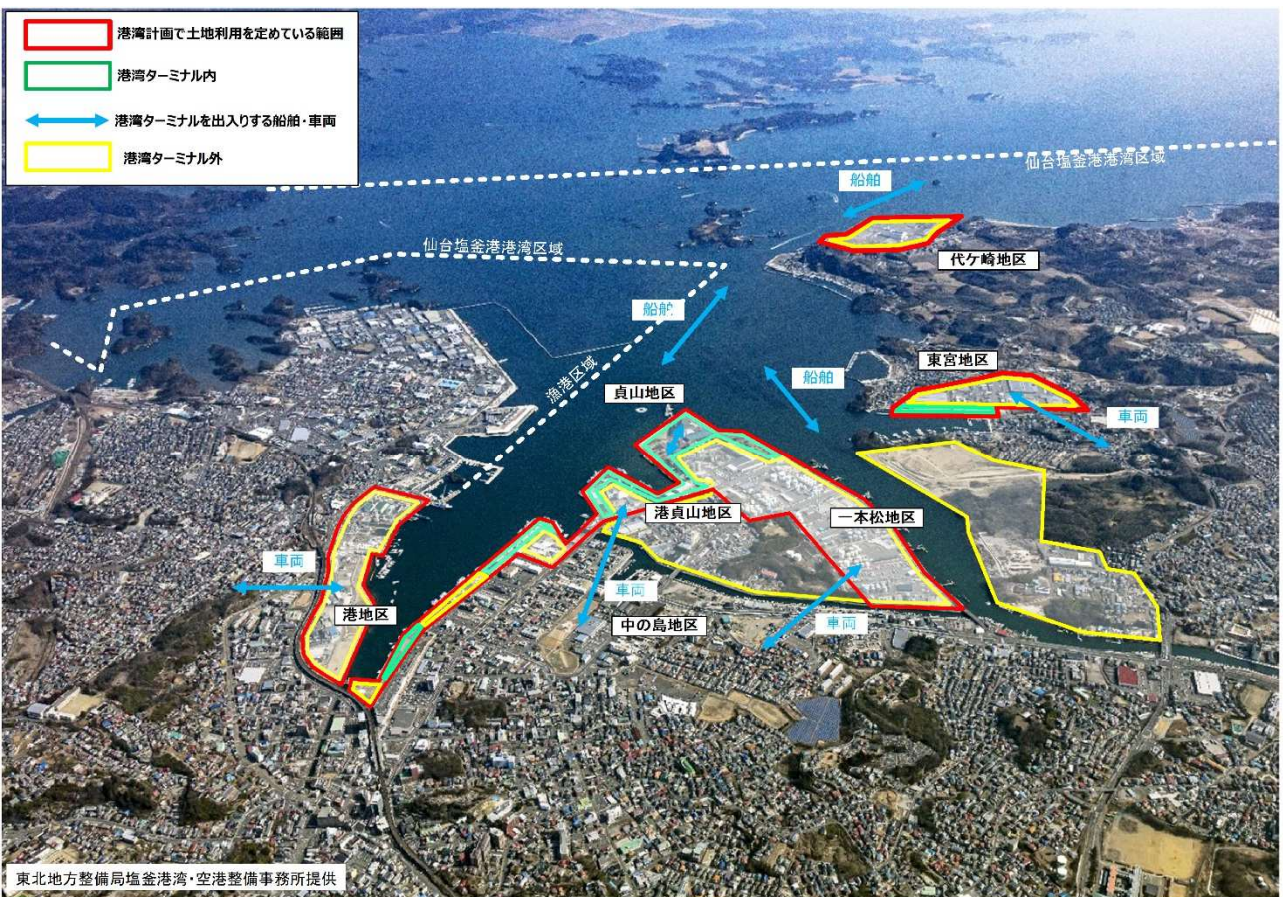 港湾計画で土地利用を定めている範囲
港湾ターミナル内
港湾ターミナルを出入りする船舶・車両
港湾ターミナル外
仙台塩釜港港湾区域
船舶
代ケ崎地区
仙台塩釜港港湾区域
船舶
漁港区域
船舶
東宮地区
車両
貞山地区
港貞山地区
一本松地区
車両
港地区
車両
中の島地区
車両
東北地方整備局塩釜港湾・空港整備事務所提供